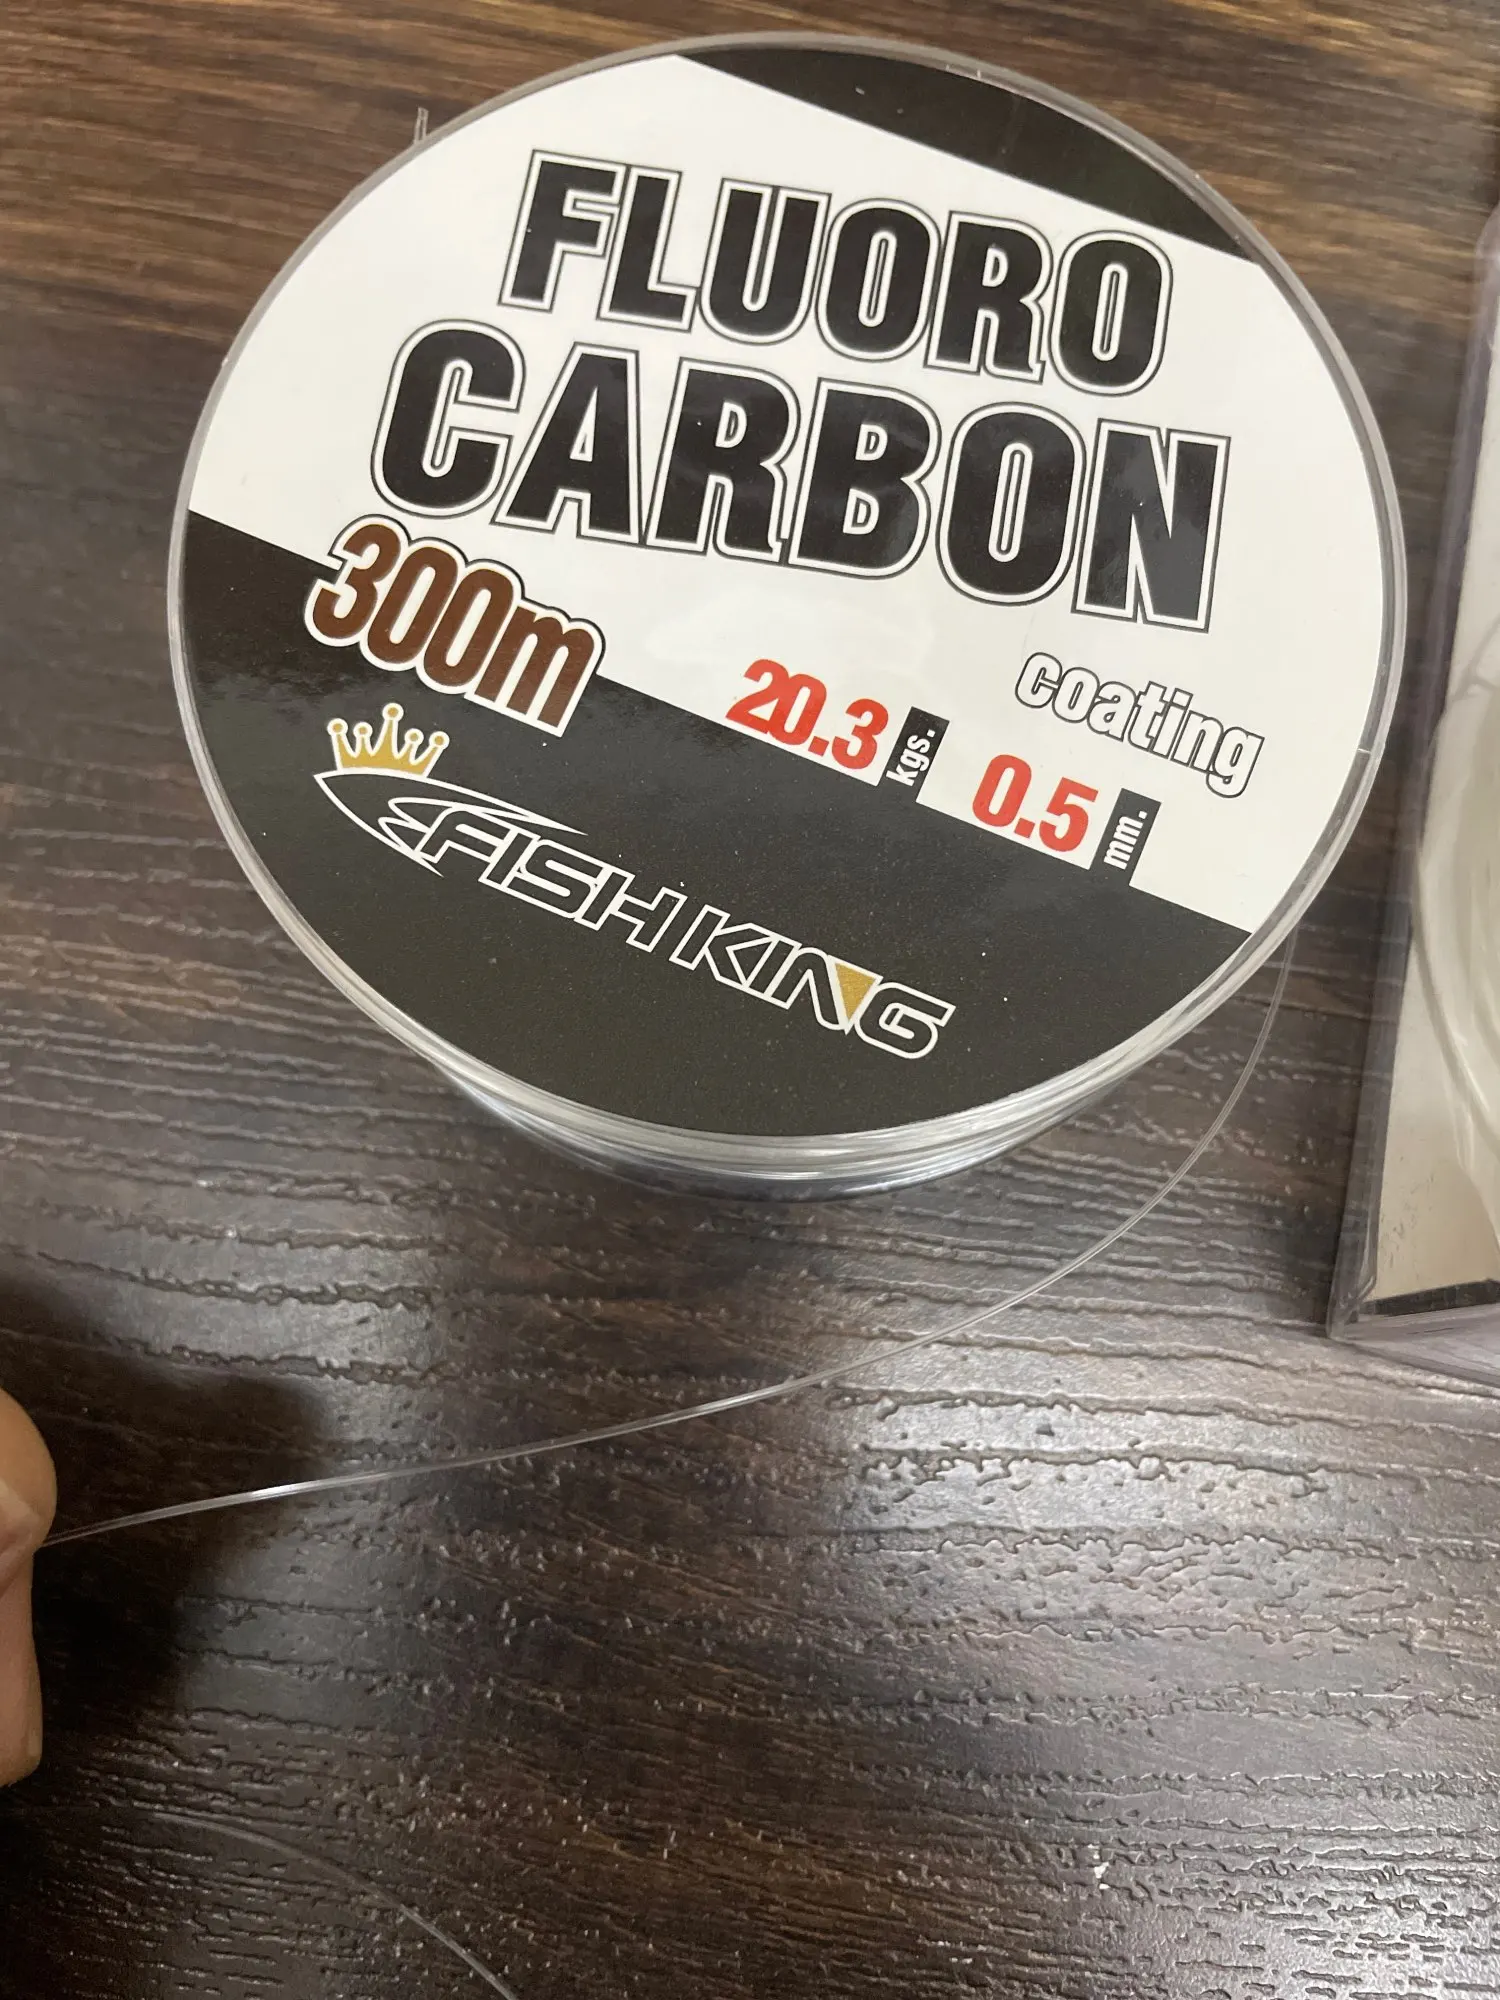 FLUORO
CARBON
coating
300m
20.3 kgs. 0.5 mm.
FISHKING